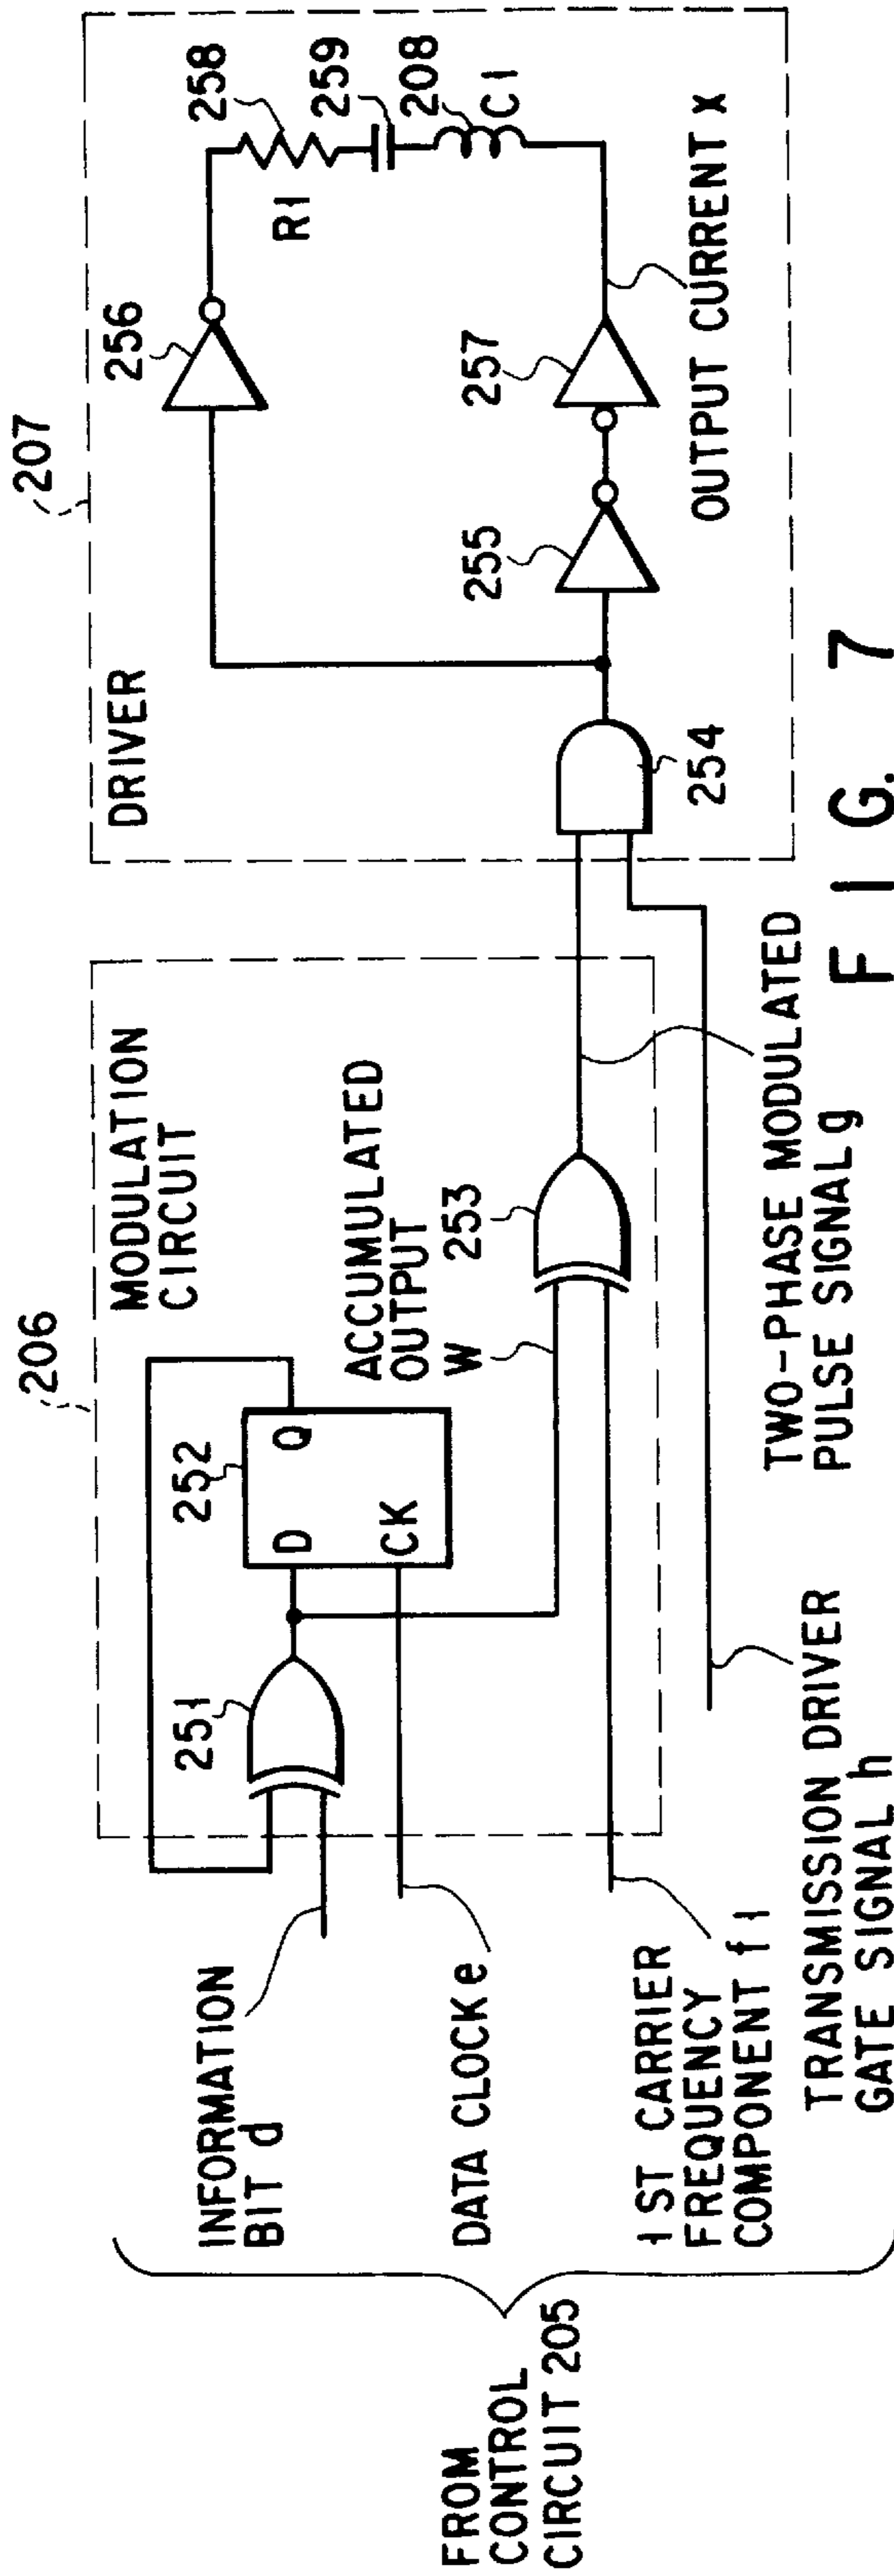 FROM
CONTROL
CIRCUIT 205
INFORMATION
BIT d
DATA CLOCK e
1ST CARRIER
FREQUENCY
COMPONENT f1
TRANSMISSION DRIVER
GATE SIGNAL h
206
MODULATION
CIRCUIT
251
252
D
Q
CK
ACCUMULATED
OUTPUT
W
253
TWO-PHASE MODULATED
PULSE SIGNAL g
207
DRIVER
254
255
256
257
R1
258
259
208
C1
OUTPUT CURRENT X
FIG. 7